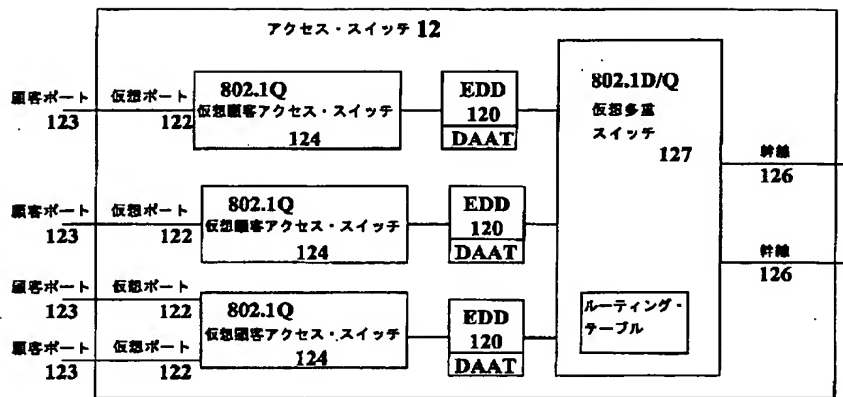 アクセス・スイッチ 12
顧客ポート
123
仮想ポート
122
802.1Q
仮想顧客アクセス・スイッチ
124
EDD
120
DAAT
802.1D/Q
仮想多重
スイッチ
127
幹線
126
顧客ポート
123
仮想ポート
122
802.1Q
仮想顧客アクセス・スイッチ
124
EDD
120
DAAT
幹線
126
顧客ポート
123
仮想ポート
122
802.1Q
仮想顧客アクセス・スイッチ
124
顧客ポート
123
仮想ポート
122
EDD
120
DAAT
ルーティング・
テーブル